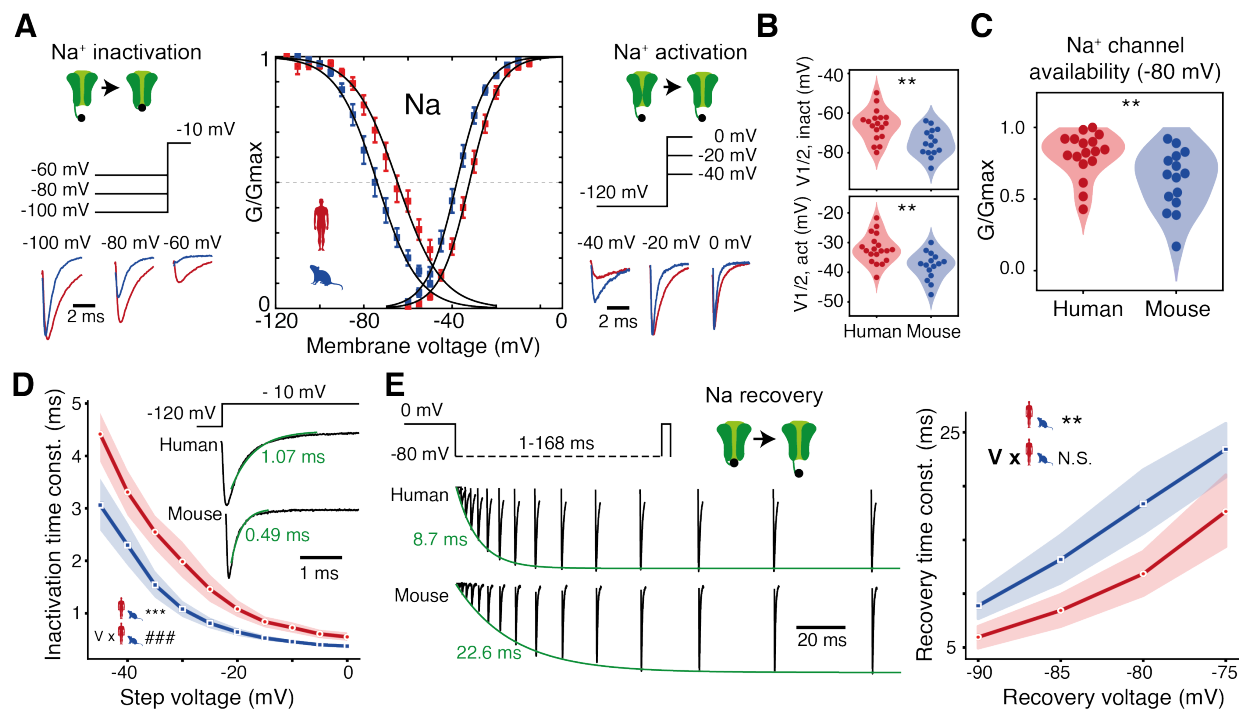 A
Na⁺ inactivation
-10 mV
-60 mV
-80 mV
-100 mV
-100 mV -80 mV -60 mV
2 ms
1
G/Gmax
0
Na
-120 -80 -40 0
Membrane voltage (mV)
Na⁺ activation
0 mV
-20 mV
-40 mV
-120 mV
-40 mV -20 mV 0 mV
2 ms
B
V1/2, inact (mV)
-40
-60
-80
**
V1/2, act (mV)
-20
-30
-40
-50
**
Human Mouse
C
Na⁺ channel
availability (-80 mV)
**
G/Gmax
1.0
0.5
0.0
Human Mouse
D
Inactivation time const. (ms)
5
4
3
2
1
- 10 mV
-120 mV
Human
1.07 ms
Mouse
0.49 ms
1 ms
***
V x ###
-40 -20 0
Step voltage (mV)
E
0 mV
-80 mV
1-168 ms
Na recovery
Human
8.7 ms
Mouse
22.6 ms
20 ms
Recovery time const. (ms)
25
5
**
V x N.S.
-90 -85 -80 -75
Recovery voltage (mV)